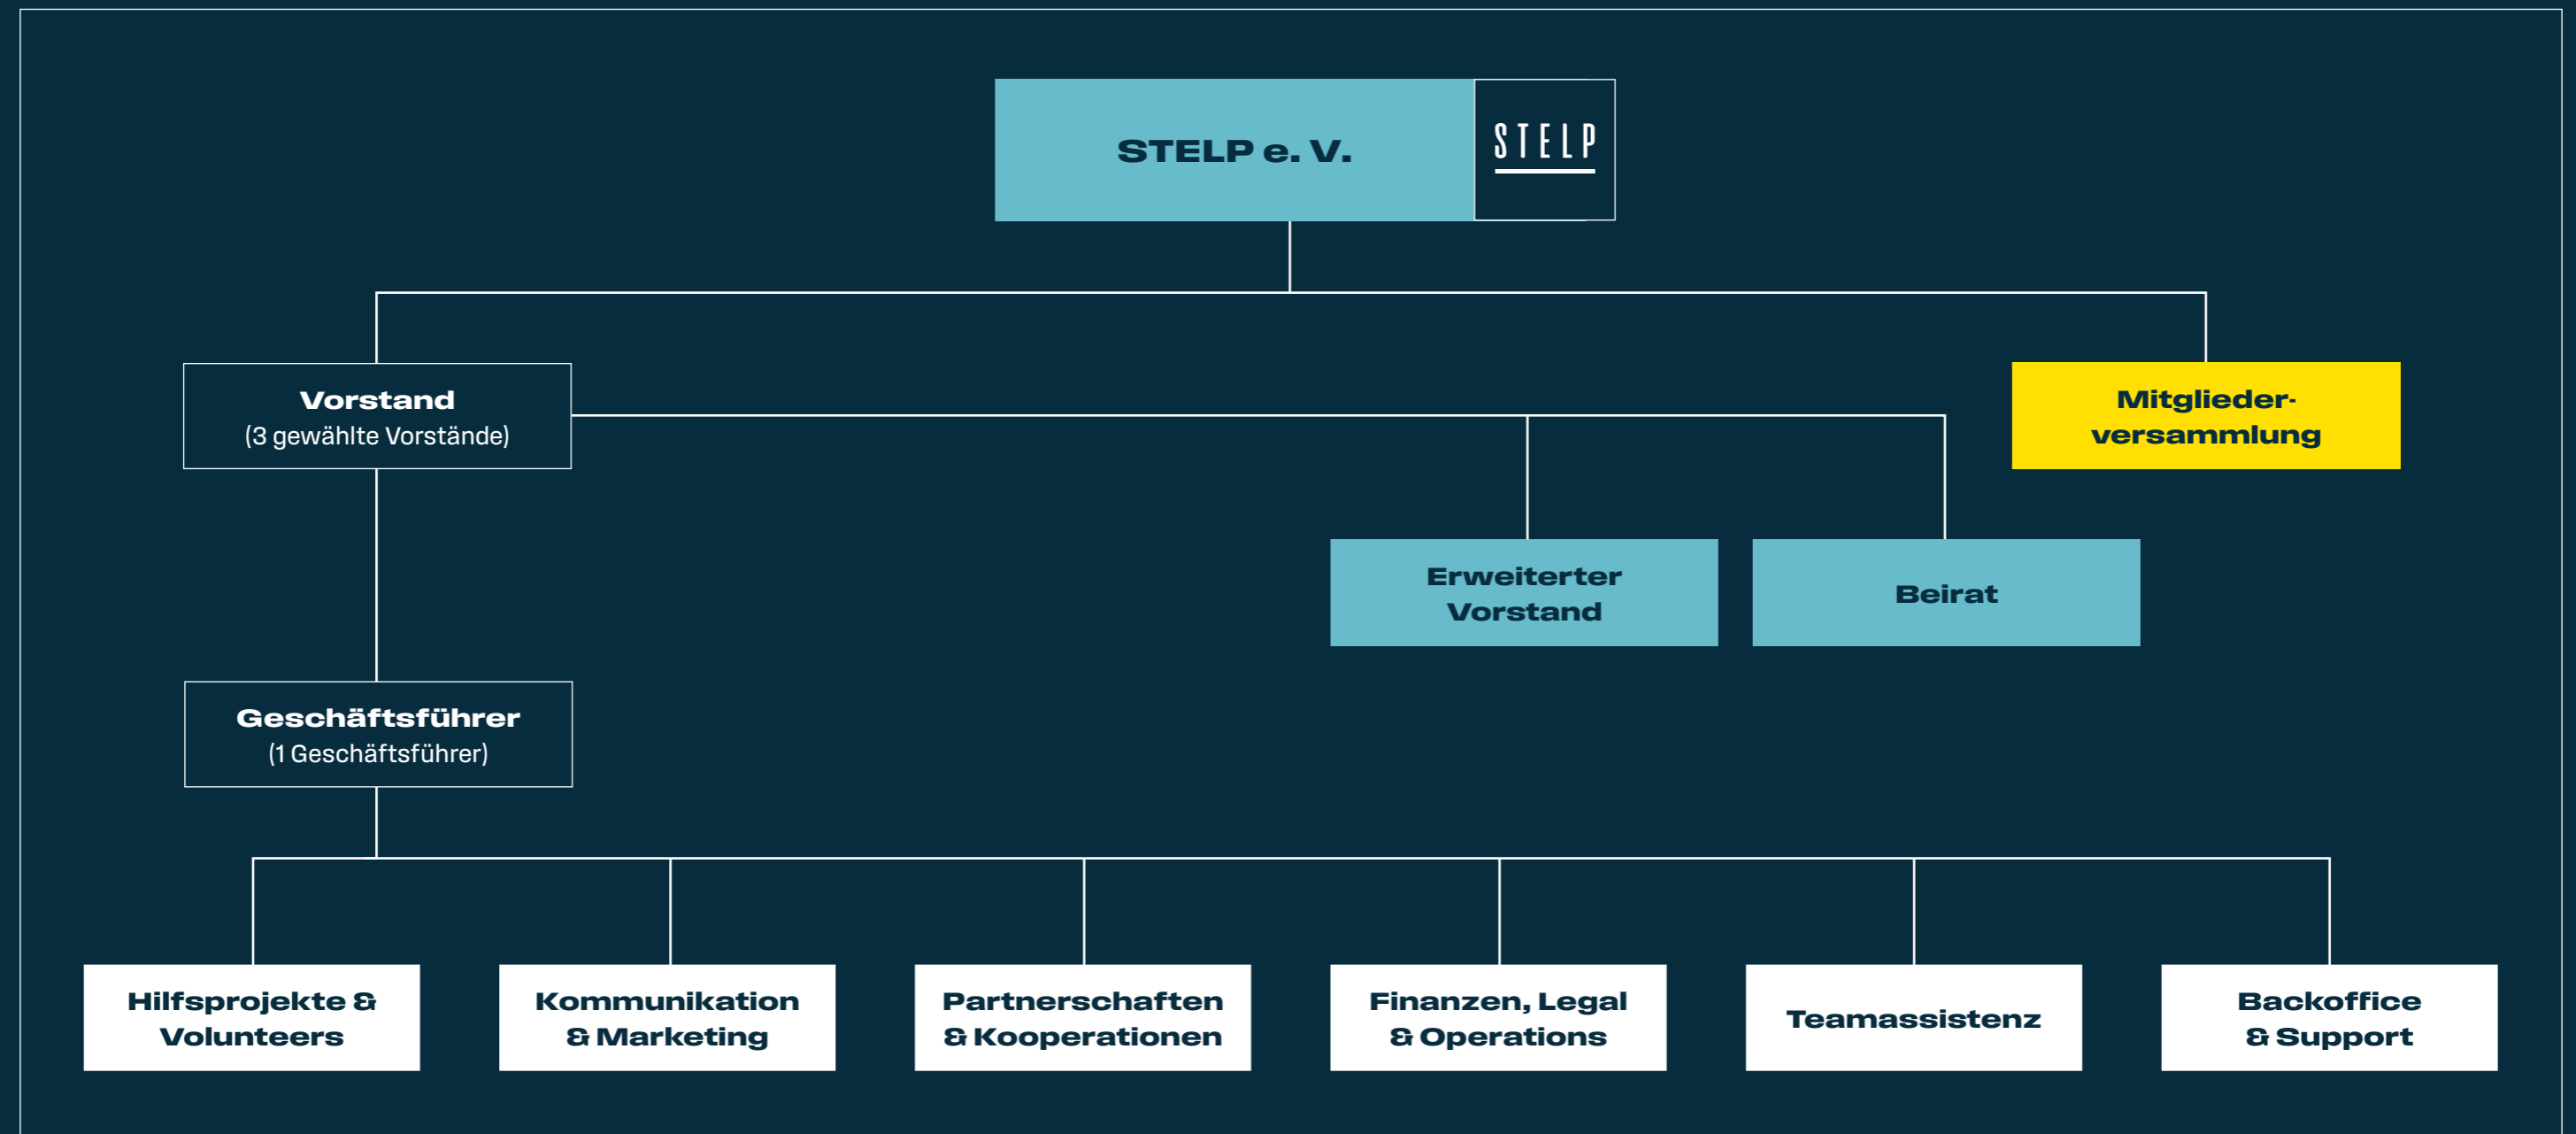 STELP e. V.
STELP
Vorstand
(3 gewählte Vorstände)
Mitglieder-
versammlung
Erweiterter
Vorstand
Beirat
Geschäftsführer
(1 Geschäftsführer)
Hilfsprojekte &
Volunteers
Kommunikation
& Marketing
Partnerschaften
& Kooperationen
Finanzen, Legal
& Operations
Teamassistenz
Backoffice
& Support